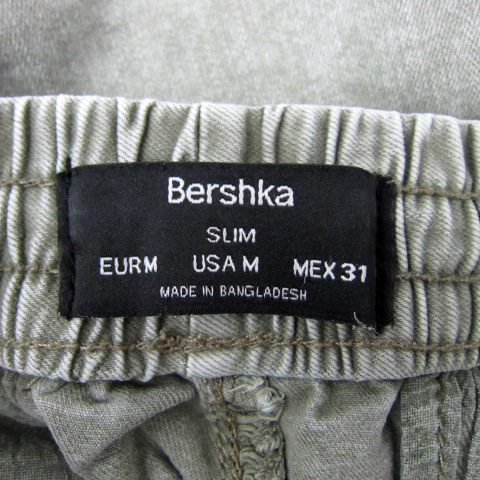 Bershka
SLIM
EUR M USA M MEX 31
MADE IN BANGLADESH